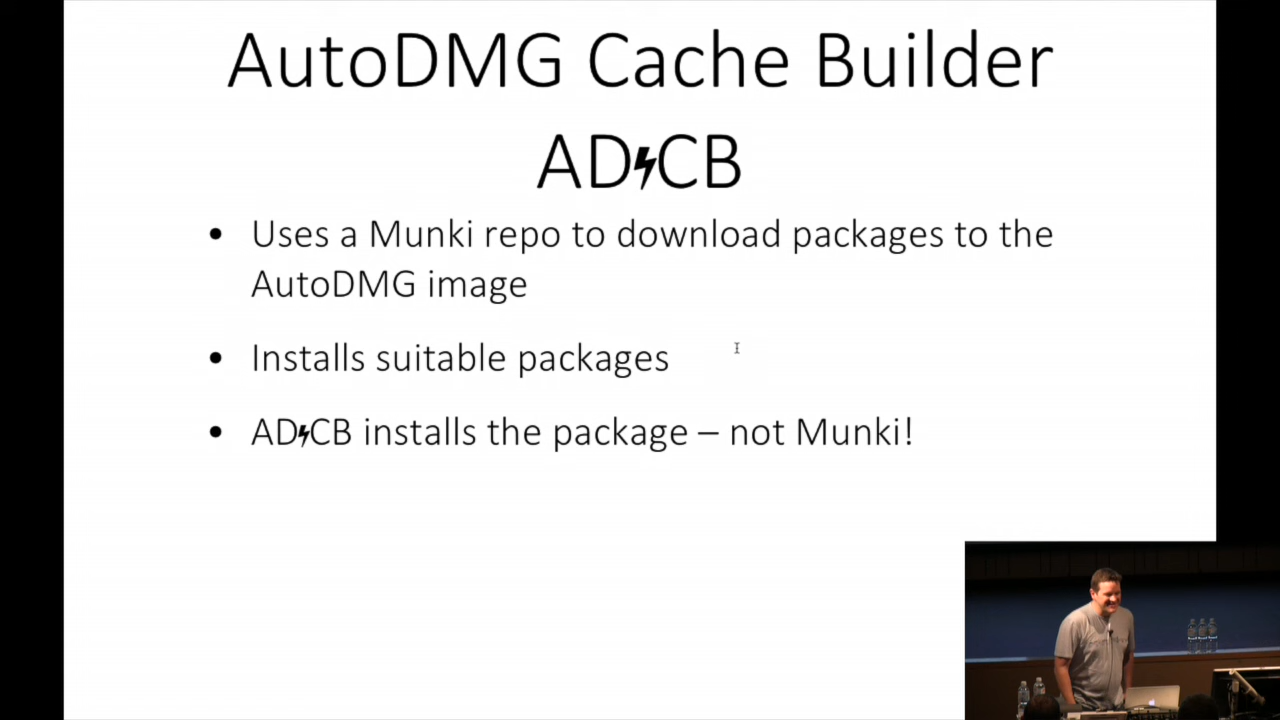 AutoDMG Cache Builder
AD⚡CB
• Uses a Munki repo to download packages to the
AutoDMG image
• Installs suitable packages
• AD⚡CB installs the package – not Munki!